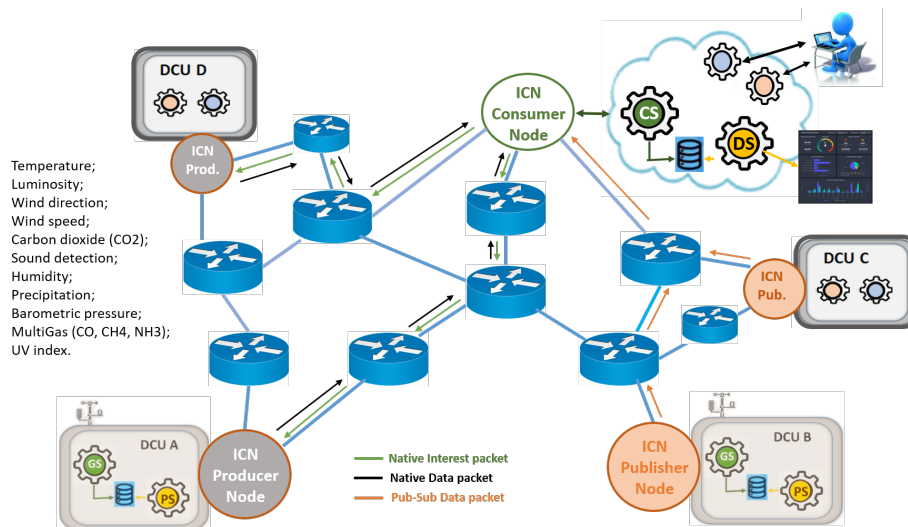 DCU D
ICN
Prod.
ICN
Consumer
Node
CS
DS
Temperature;
Luminosity;
Wind direction;
Wind speed;
Carbon dioxide (CO2);
Sound detection;
Humidity;
Precipitation;
Barometric pressure;
MultiGas (CO, CH4, NH3);
UV index.
ICN
Pub.
DCU C
DCU A
GS
PS
ICN
Producer
Node
Native Interest packet
Native Data packet
Pub-Sub Data packet
ICN
Publisher
Node
DCU B
GS
PS